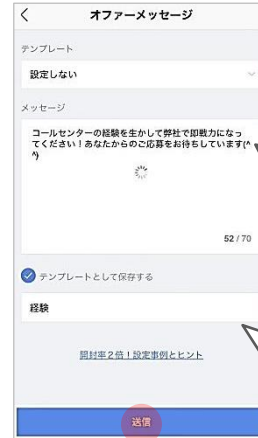 オファーメッセージ
テンプレート
設定しない
メッセージ
コールセンターの経験を生かして弊社で即戦力になっ
てください！あなたからのご応募をお待ちしています(^
^)
52 / 70
テンプレートとして保存する
経験
開封率2倍！設定事例とヒント
送信